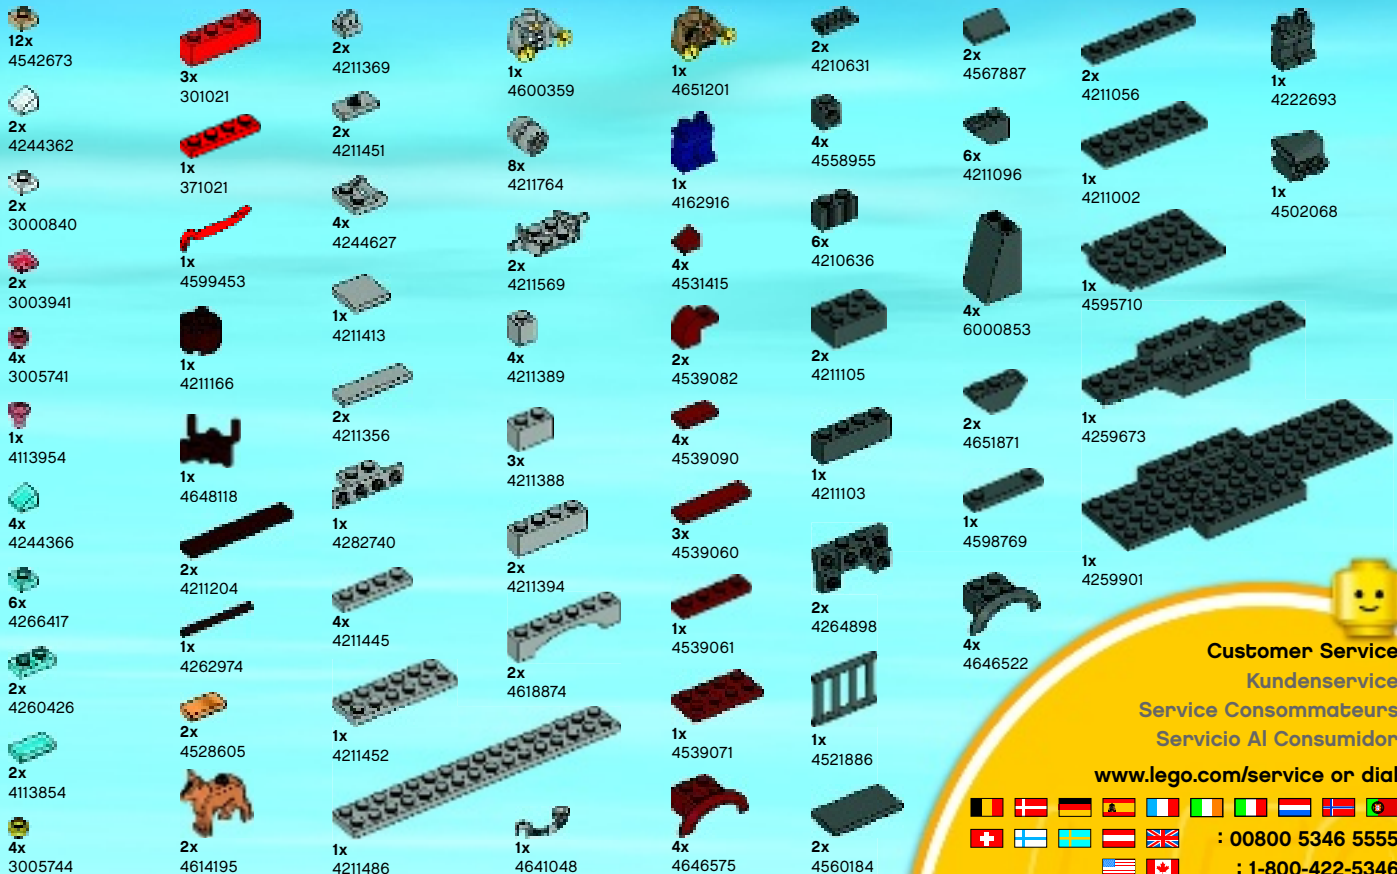 12x
4542673
2x
4244362
2x
3000840
2x
3003941
4x
3005741
1x
4113954
4x
4244366
6x
4266417
2x
4260426
2x
4113854
4x
3005744
3x
301021
1x
371021
1x
4599453
1x
4211166
1x
4648118
2x
4211204
1x
4262974
2x
4528605
2x
4614195
2x
4211369
2x
4211451
4x
4244627
1x
4211413
2x
4211356
1x
4282740
4x
4211445
1x
4211452
1x
4211486
1x
4600359
8x
4211764
2x
4211569
4x
4211389
3x
4211388
2x
4211394
2x
4618874
1x
4641048
1x
4651201
1x
4162916
4x
4531415
2x
4539082
4x
4539090
3x
4539060
1x
4539061
1x
4539071
4x
4646575
2x
4210631
4x
4558955
6x
4210636
2x
4211105
1x
4211103
2x
4264898
1x
4521886
2x
4560184
2x
4567887
6x
4211096
4x
6000853
2x
4651871
1x
4598769
4x
4646522
2x
4211056
1x
4211002
1x
4595710
1x
4259673
1x
4259901
1x
4222693
1x
4502068
Customer Service
Kundenservice
Service Consommateurs
Servicio Al Consumidor
www.lego.com/service or dial
: 00800 5346 5555
: 1-800-422-5346